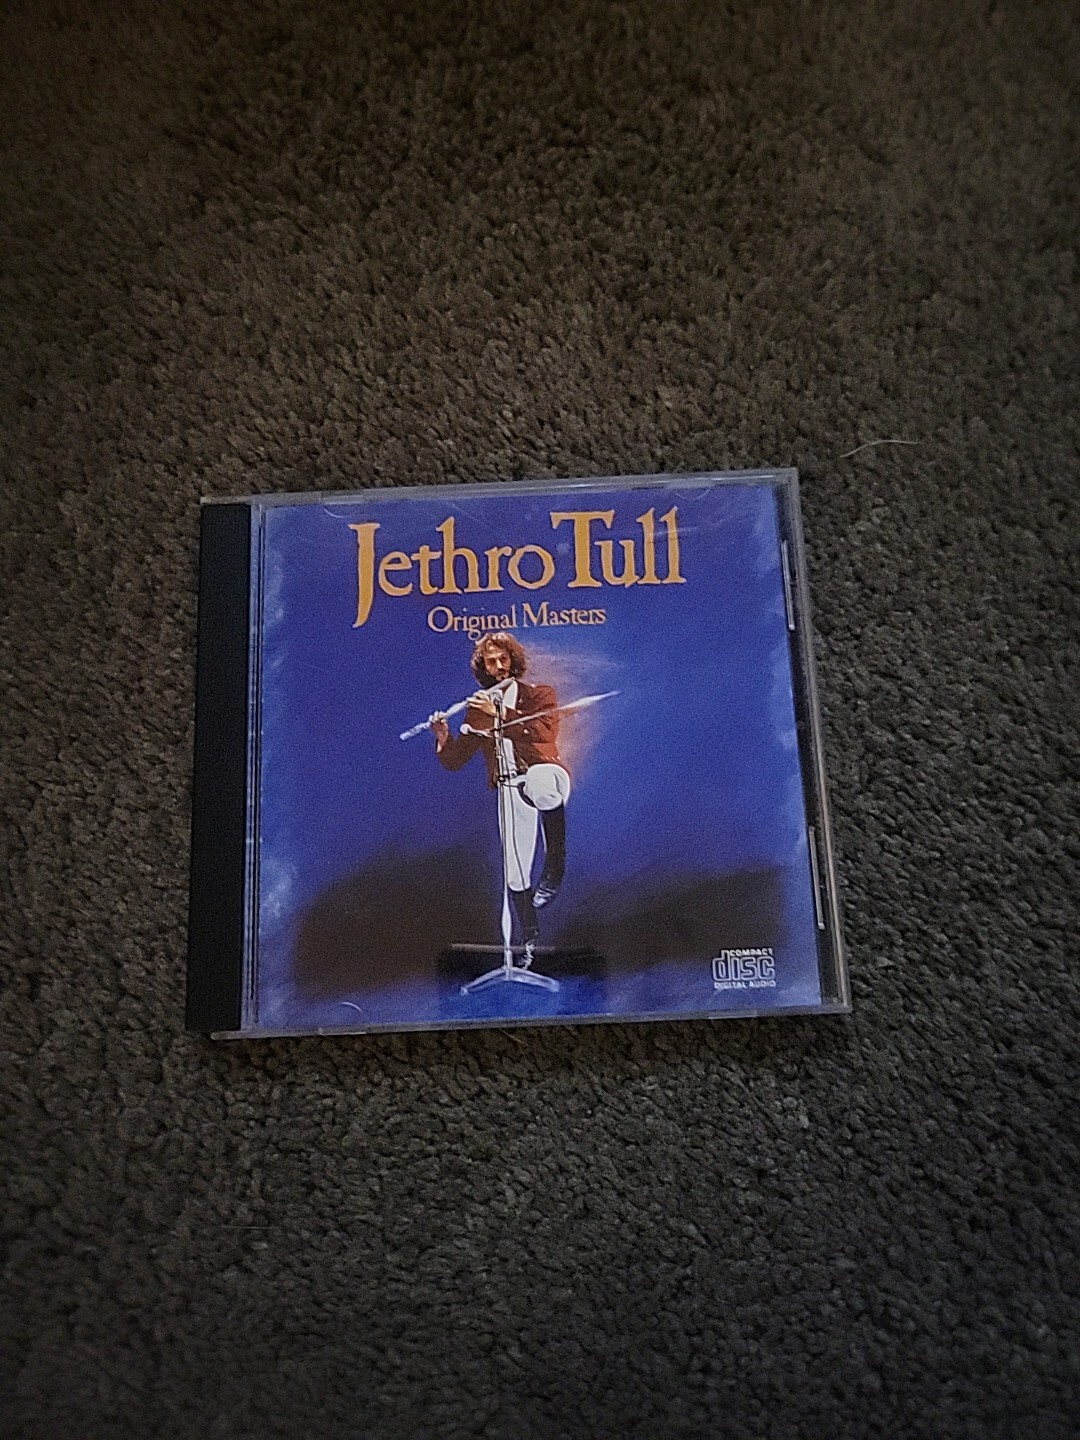 Jethro Tull
Original Masters
COMPACT
disc
DIGITAL AUDIO